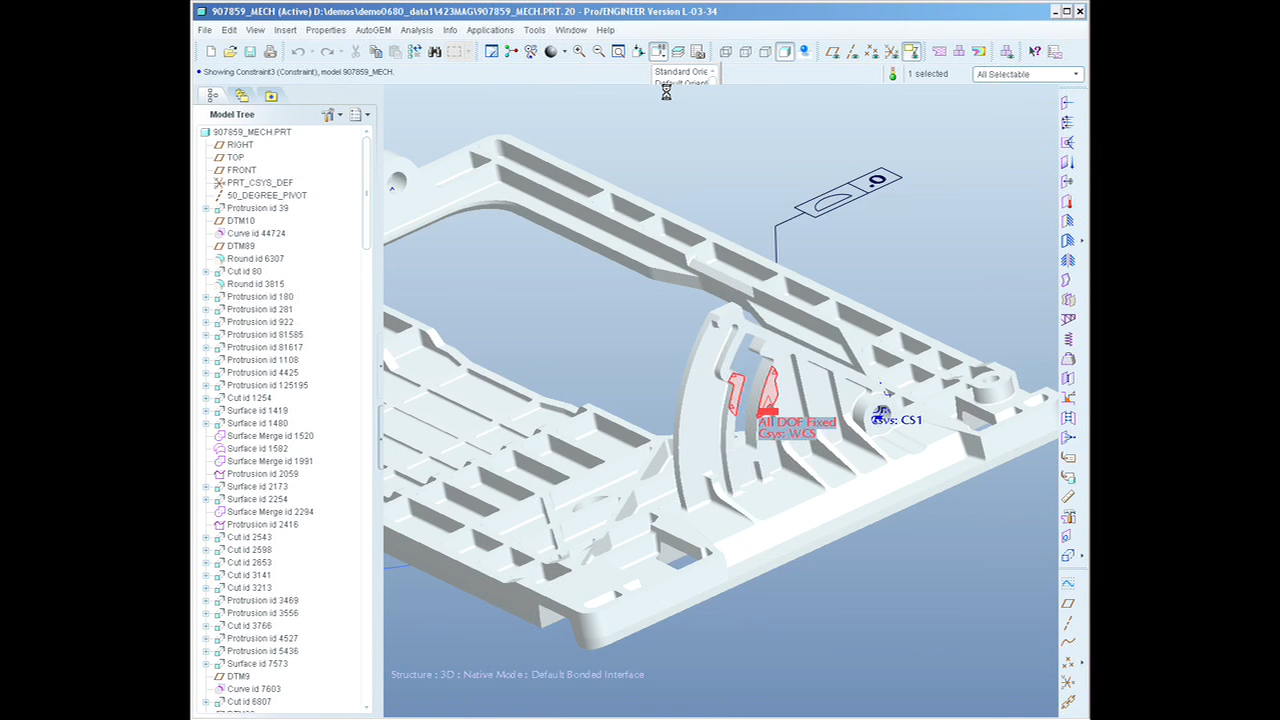 907859_MECH (Active) D:\demos\demo0680_data1\423MAG\907859_MECH.PRT.20 - Pro/ENGINEER Version L-03-34
File Edit View Insert Properties AutoGEM Analysis Info Applications Tools Window Help
Showing Constraint3 (Constraint), model 907859_MECH.
Standard Orie
Default Orient
1 selected
All Selectable
Model Tree
907859_MECH.PRT
RIGHT
TOP
FRONT
PRT_CSYS_DEF
50_DEGREE_PIVOT
Protrusion id 39
DTM10
Curve id 44724
DTM89
Round id 6307
Cut id 80
Round id 3815
Protrusion id 180
Protrusion id 281
Protrusion id 922
Protrusion id 81585
Protrusion id 81617
Protrusion id 1108
Protrusion id 4425
Protrusion id 125195
Cut id 1254
Surface id 1419
Surface id 1480
Surface Merge id 1520
Surface id 1582
Surface Merge id 1991
Protrusion id 2059
Surface id 2173
Surface id 2254
Surface Merge id 2294
Protrusion id 2416
Cut id 2543
Cut id 2598
Cut id 2653
Cut id 3141
Cut id 3213
Protrusion id 3469
Protrusion id 3556
Cut id 3766
Protrusion id 4527
Protrusion id 5436
Surface id 7573
DTM9
Curve id 7603
Cut id 6807
.0
All DOF Fixed
Csys: WCS
Csys: CS1
Structure : 3D : Native Mode : Default Bonded Interface